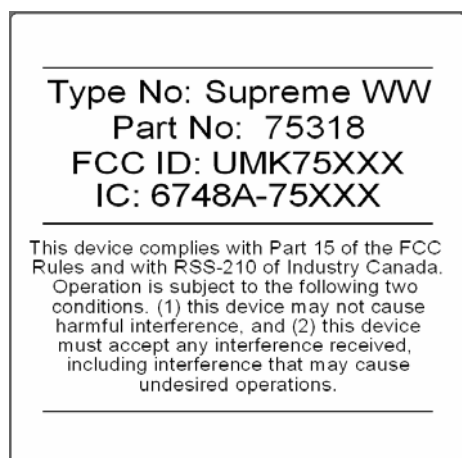 Type No: Supreme WW
Part No: 75318
FCC ID: UMK75XXX
IC: 6748A-75XXX
This device complies with Part 15 of the FCC
Rules and with RSS-210 of Industry Canada.
Operation is subject to the following two
conditions. (1) this device may not cause
harmful interference, and (2) this device
must accept any interference received,
including interference that may cause
undesired operations.